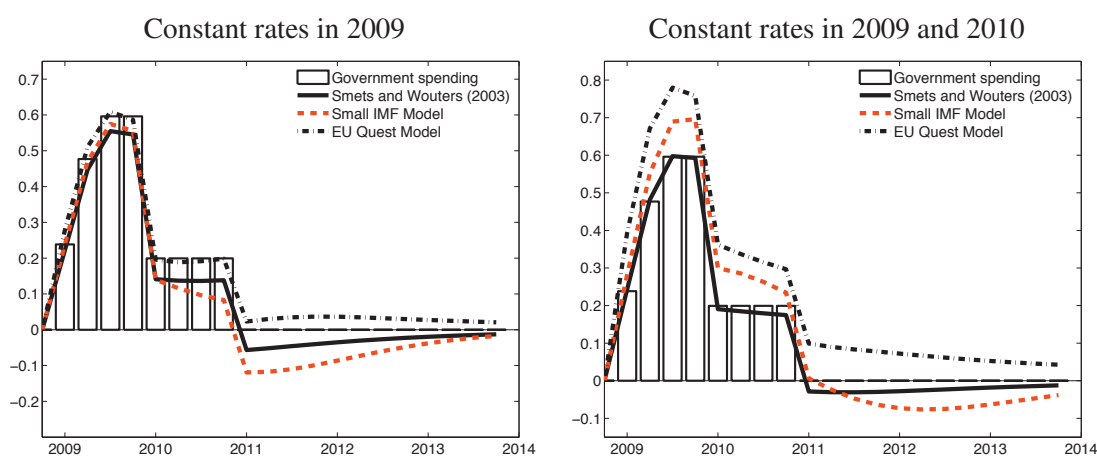 Constant rates in 2009
0.7
0.6
0.5
0.4
0.3
0.2
0.1
0
−0.1
−0.2
Government spending
Smets and Wouters (2003)
Small IMF Model
EU Quest Model
2009 2010 2011 2012 2013 2014
Constant rates in 2009 and 2010
0.8
0.7
0.6
0.5
0.4
0.3
0.2
0.1
0
−0.1
Government spending
Smets and Wouters (2003)
Small IMF Model
EU Quest Model
2009 2010 2011 2012 2013 2014